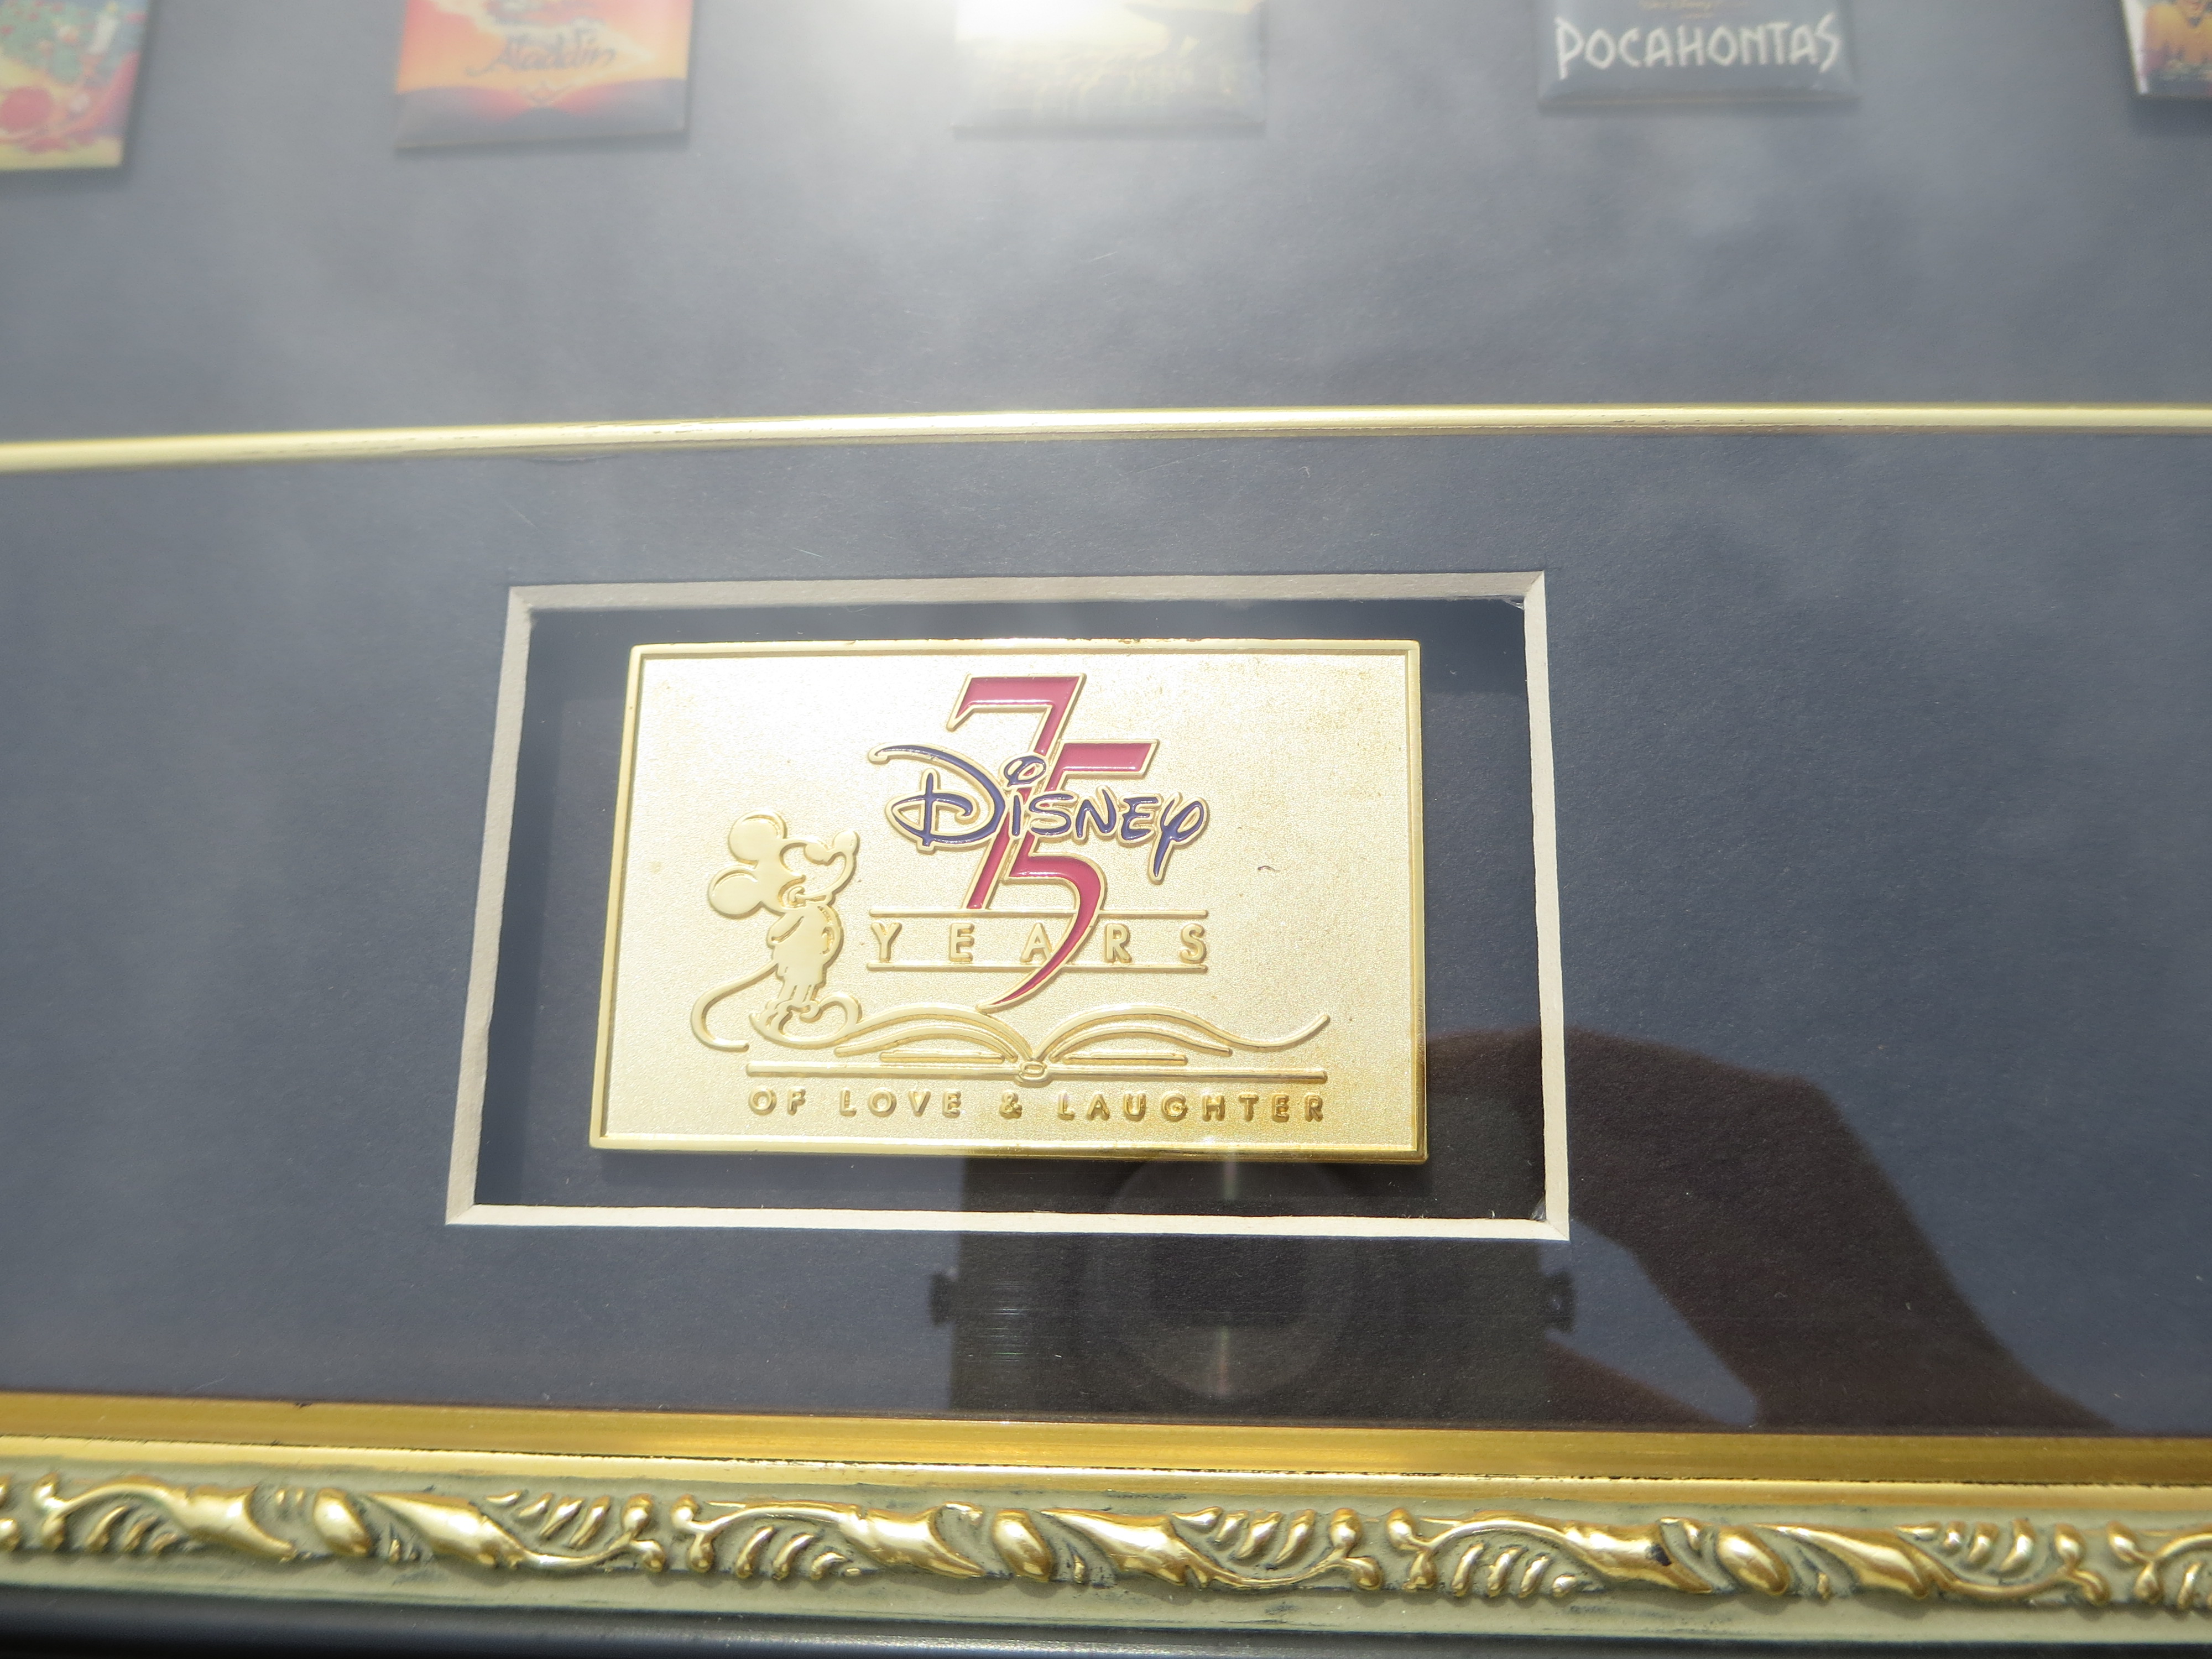 Aladdin
POCAHONTAS
75
Disney
YEARS
OF LOVE & LAUGHTER